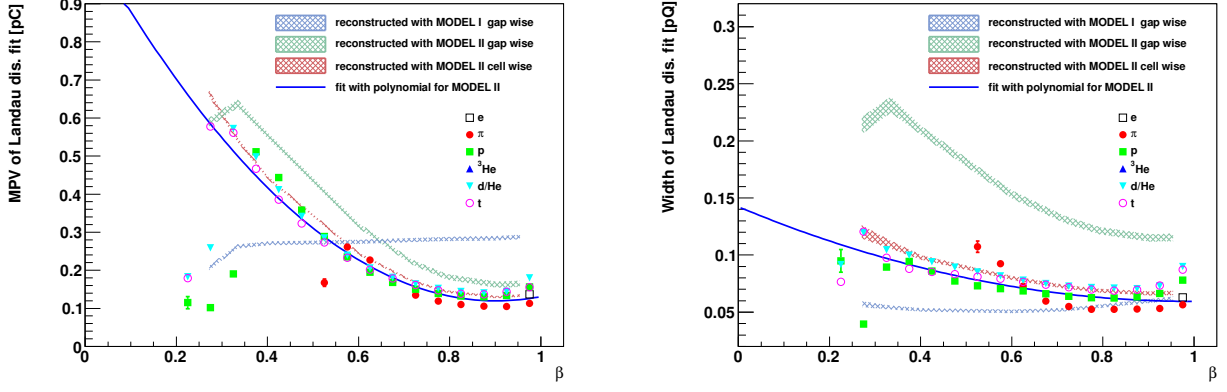 MPV of Landau dis. fit [pC]
0.9
0.8
0.7
0.6
0.5
0.4
0.3
0.2
0.1
0
0
0.2
0.4
0.6
0.8
1
β
reconstructed with MODEL I gap wise
reconstructed with MODEL II gap wise
reconstructed with MODEL II cell wise
fit with polynomial for MODEL II
e
π
p
³He
d/He
t
Width of Landau dis. fit [pQ]
0.3
0.25
0.2
0.15
0.1
0.05
0
0
0.2
0.4
0.6
0.8
1
β
reconstructed with MODEL I gap wise
reconstructed with MODEL II gap wise
reconstructed with MODEL II cell wise
fit with polynomial for MODEL II
e
π
p
³He
d/He
t